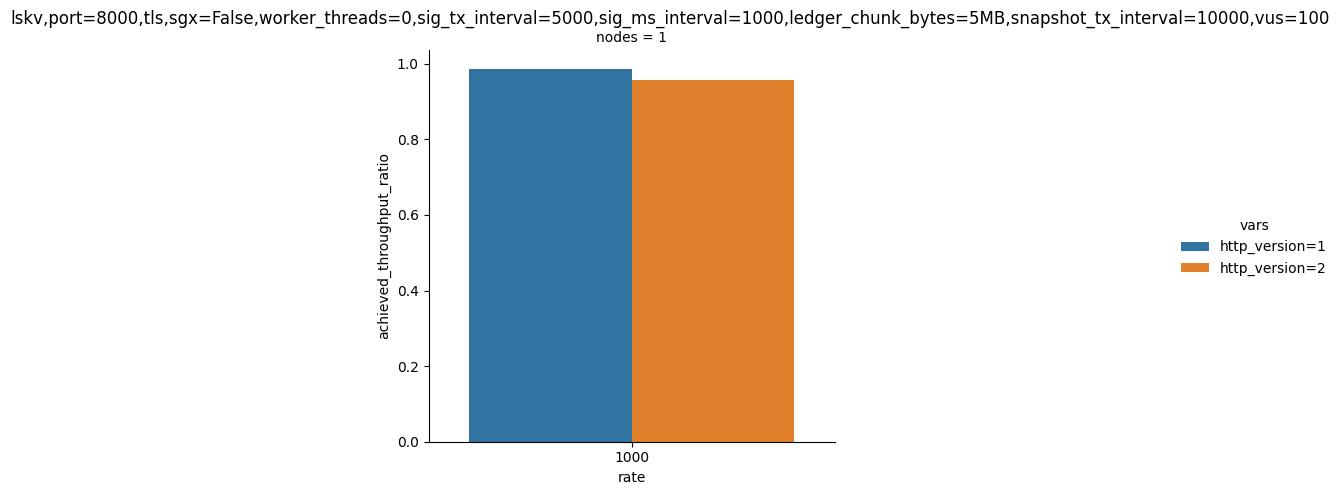 lskv,port=8000,tls,sgx=False,worker_threads=0,sig_tx_interval=5000,sig_ms_interval=1000,ledger_chunk_bytes=5MB,snapshot_tx_interval=10000,vus=100
nodes = 1
1.0
0.8
0.6
0.4
0.2
0.0
achieved_throughput_ratio
1000
rate
vars
http_version=1
http_version=2